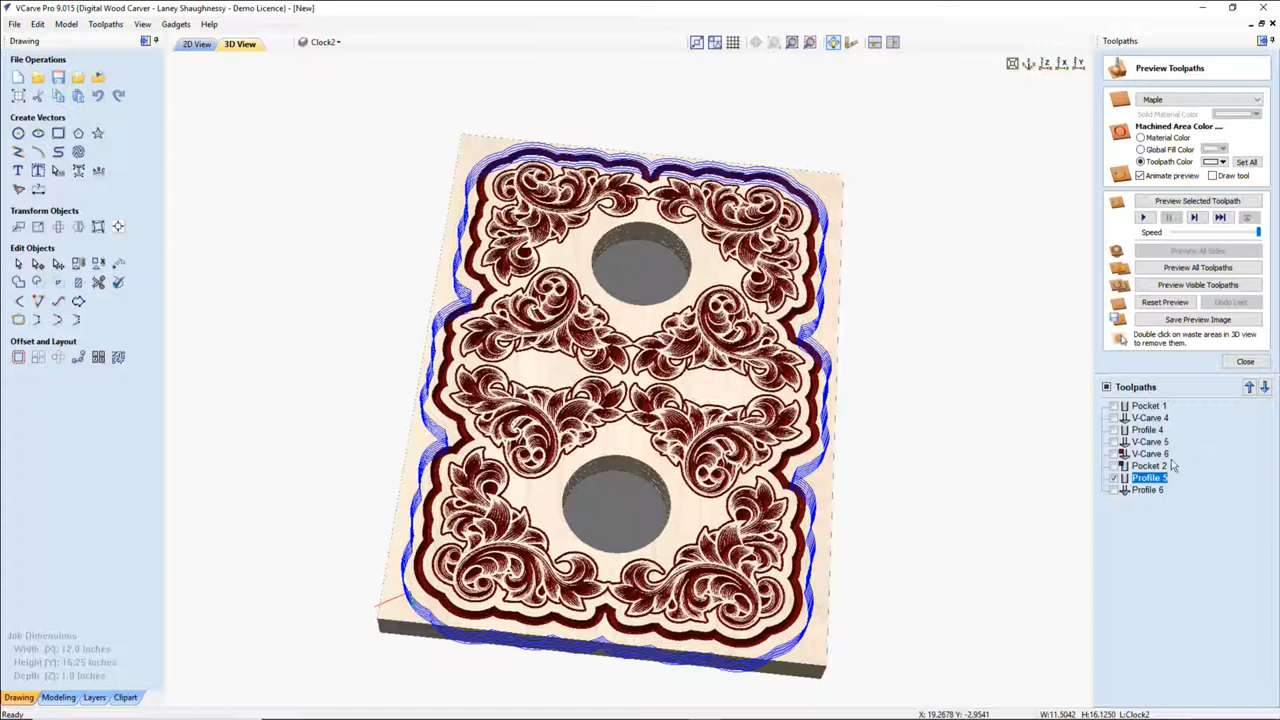 VCarve Pro 9.015 {Digital Wood Carver - Laney Shaughnessy - Demo Licence} - [New]
File Edit Model Toolpaths View Gadgets Help
Drawing
2D View 3D View Clock2
Toolpaths
File Operations
Create Vectors
Transform Objects
Edit Objects
Offset and Layout
Job Dimensions
Width (X): 12.0 Inches
Height (Y): 16.25 Inches
Depth (Z): 1.0 Inches
Drawing Modeling Layers Clipart
Ready
X: 19.2678 Y: -2.9541 W:11.5042 H:16.1250 L:Clock2
Preview Toolpaths
Maple
Solid Material Color
Machined Area Color ....
Material Color
Global Fill Color
Toolpath Color Set All
Animate preview Draw tool
Preview Selected Toolpath
Speed
Preview All Sides
Preview All Toolpaths
Preview Visible Toolpaths
Reset Preview Undo Last
Save Preview Image
Double click on waste areas in 3D view
to remove them.
Close
Toolpaths
Pocket 1
V-Carve 4
Profile 4
V-Carve 5
V-Carve 6
Pocket 2
Profile 5
Profile 6